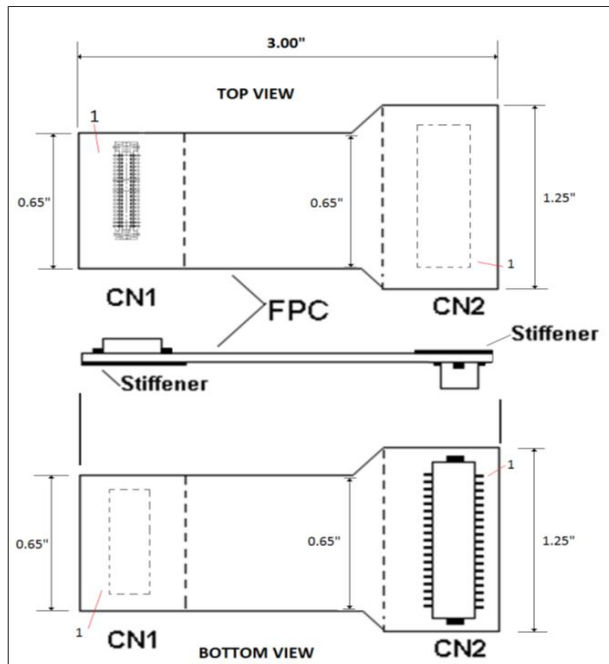 3.00"
TOP VIEW
1
0.65"
0.65"
1.25"
1
CN1
CN2
FPC
Stiffener
Stiffener
1
0.65"
0.65"
1.25"
1
CN1
CN2
BOTTOM VIEW